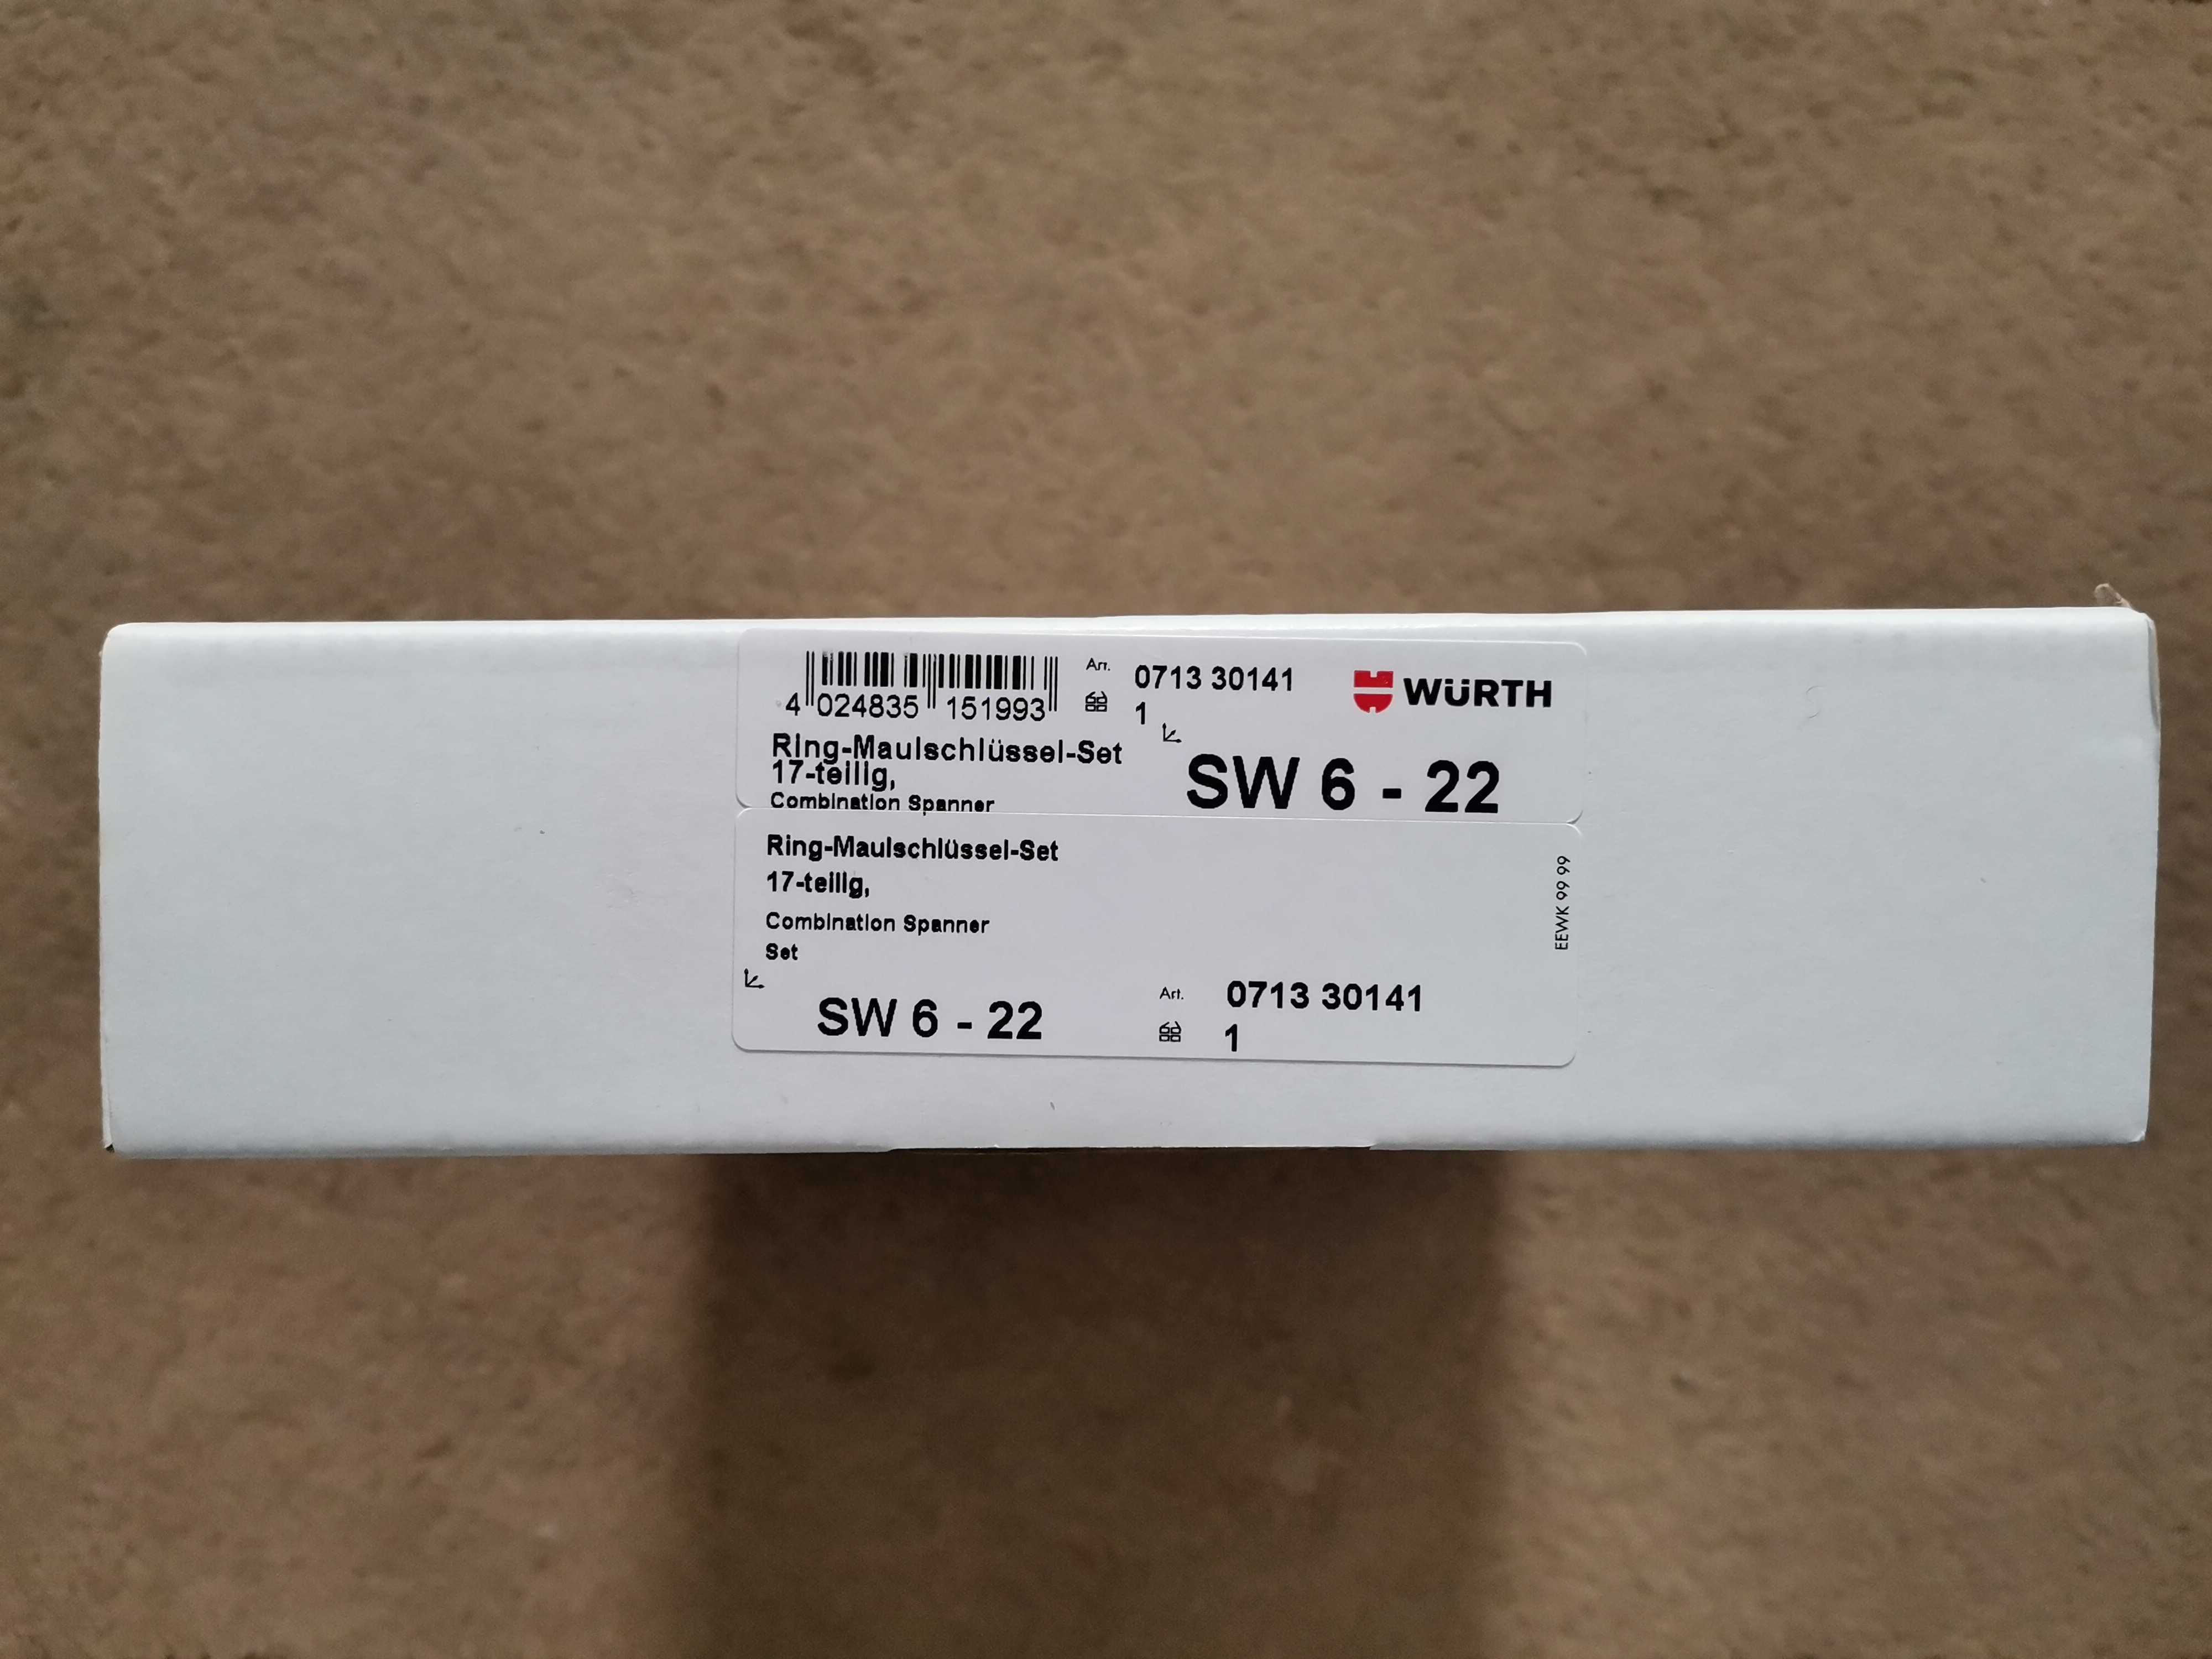 Art. 0713 30141
WÜRTH
4 024835 151993
1
Ring-Maulschlüssel-Set
17-teilig,
Combination Spanner
SW 6 - 22
Ring-Maulschlüssel-Set
17-teilig,
Combination Spanner
Set
EEWK 99 99
SW 6 - 22
Art. 0713 30141
1